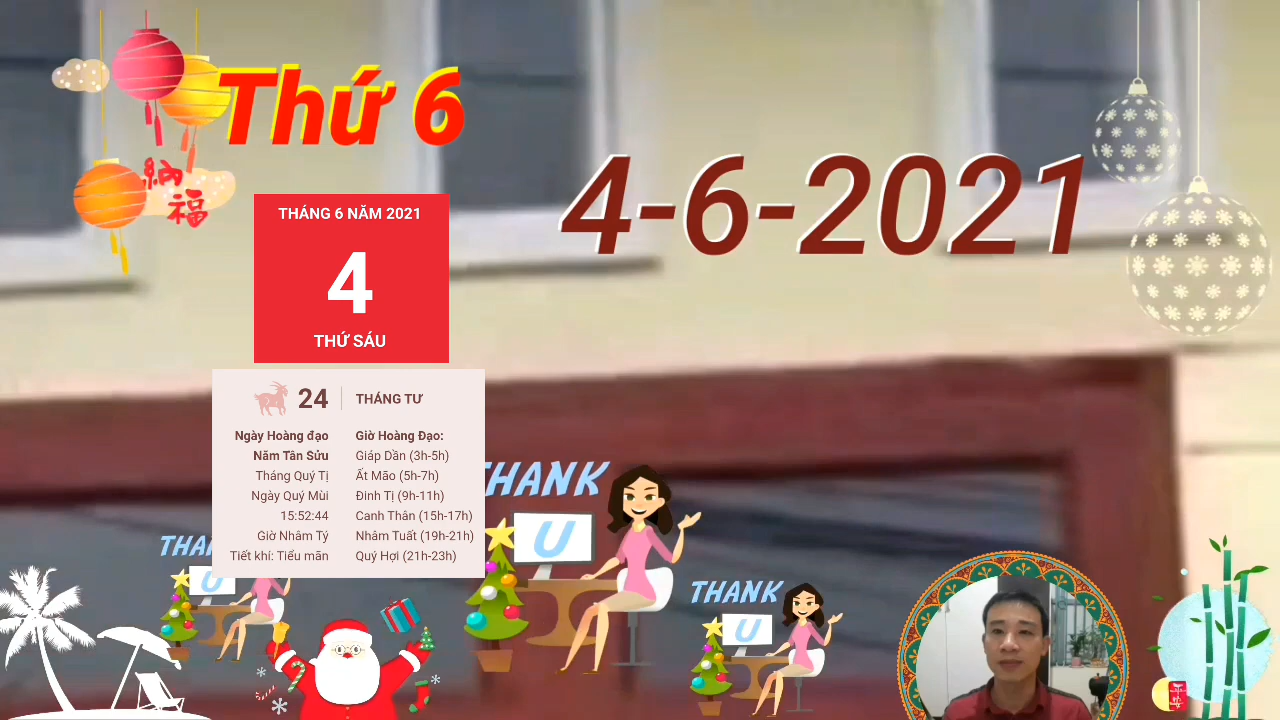 Thứ 6
4-6-2021
納
福
THÁNG 6 NĂM 2021
4
THỨ SÁU
24
THÁNG TƯ
Ngày Hoàng đạo
Năm Tân Sửu
Tháng Quý Tị
Ngày Quý Mùi
15:52:44
Giờ Nhâm Tý
Tiết khí: Tiểu mãn
Giờ Hoàng Đạo:
Giáp Dần (3h-5h)
Ất Mão (5h-7h)
Đinh Tị (9h-11h)
Canh Thân (15h-17h)
Nhâm Tuất (19h-21h)
Quý Hợi (21h-23h)
THANK
U
THANK
U
U